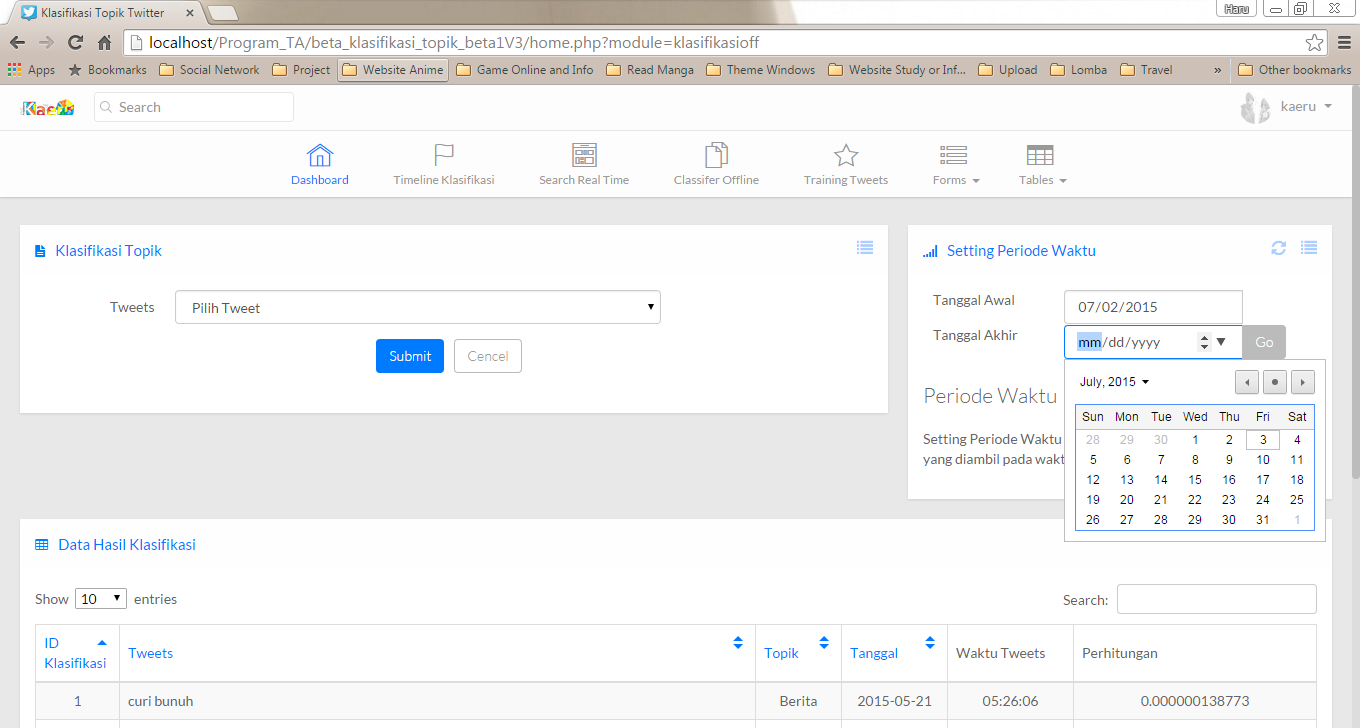 Klasifikasi Topik Twitter
Haru
localhost/Program_TA/beta_klasifikasi_topik_beta1V3/home.php?module=klasifikasioff
Apps Bookmarks Social Network Project Website Anime Game Online and Info Read Manga Theme Windows Website Study or Inf... Upload Lomba Travel » Other bookmarks
Search
kaeru
Dashboard Timeline Klasifikasi Search Real Time Classifer Offline Training Tweets Forms Tables
Klasifikasi Topik
Tweets Pilih Tweet
Submit Cancel
Setting Periode Waktu
Tanggal Awal 07/02/2015
Tanggal Akhir mm/dd/yyyy Go
July, 2015
Sun Mon Tue Wed Thu Fri Sat
28 29 30 1 2 3 4
5 6 7 8 9 10 11
12 13 14 15 16 17 18
19 20 21 22 23 24 25
26 27 28 29 30 31 1
Periode Waktu
Setting Periode Waktu
yang diambil pada wakt
Data Hasil Klasifikasi
Show 10 entries
Search:
ID Klasifikasi Tweets Topik Tanggal Waktu Tweets Perhitungan
1 curi bunuh Berita 2015-05-21 05:26:06 0.000000138773